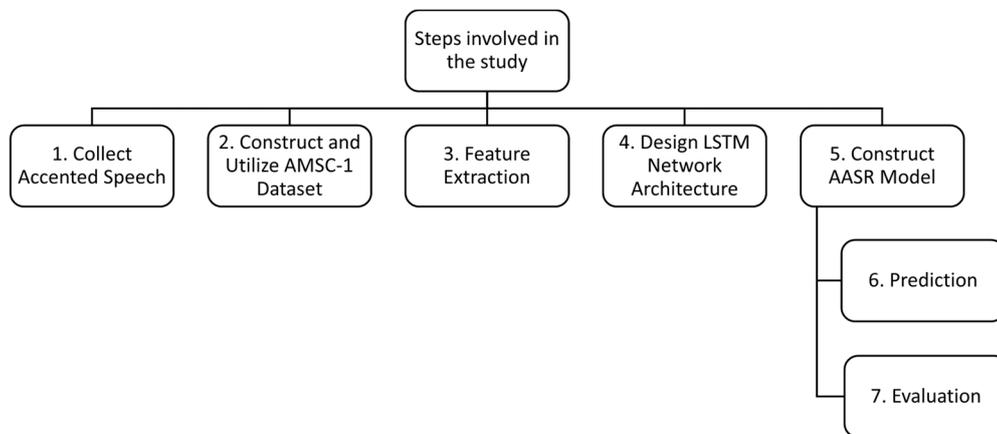 Steps involved in
the study
1. Collect
Accented Speech
2. Construct and
Utilize AMSC-1
Dataset
3. Feature
Extraction
4. Design LSTM
Network
Architecture
5. Construct
AASR Model
6. Prediction
7. Evaluation